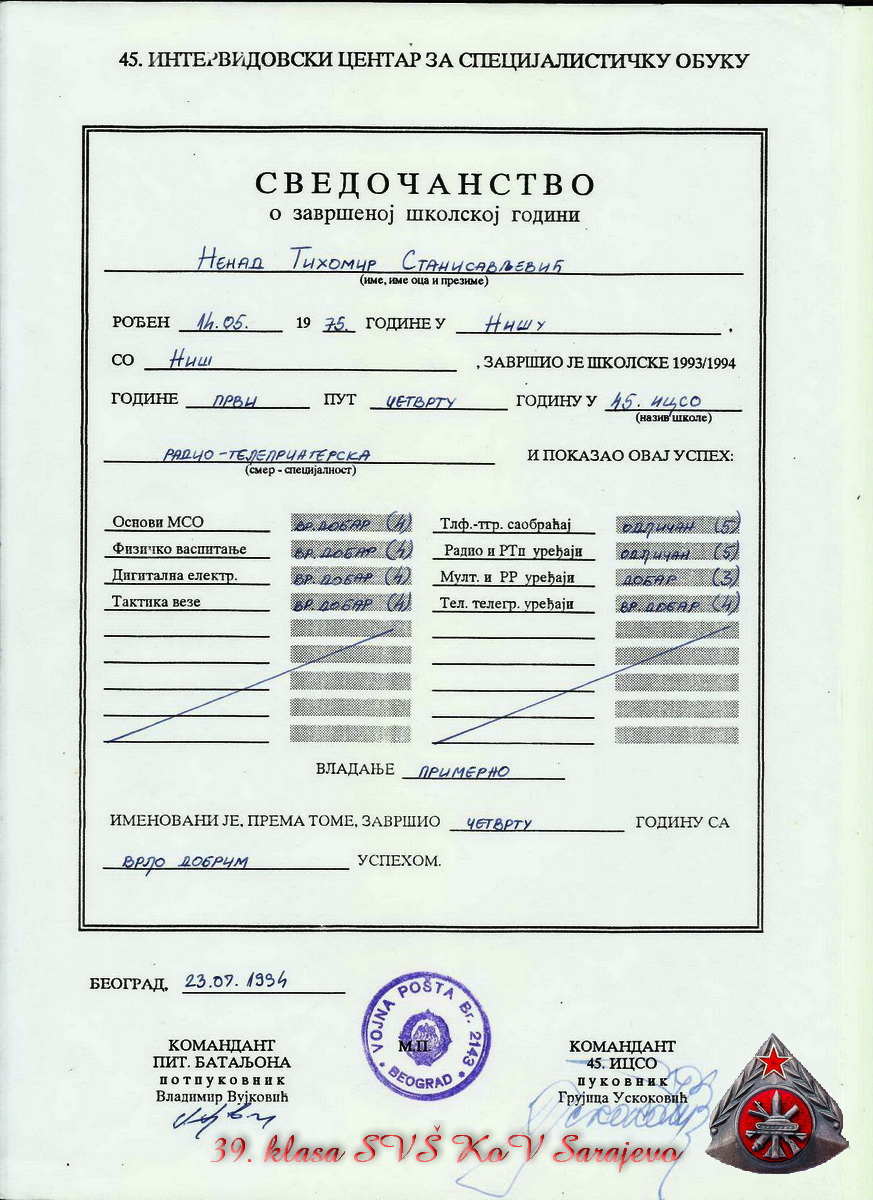 45. ИНТЕРВИДОВСКИ ЦЕНТАР ЗА СПЕЦИЈАЛИСТИЧКУ ОБУКУ
СВЕДОЧАНСТВО
о завршеној школској години
Ненад Тихомир Станисављевић
(име, име оца и презиме)
РОЂЕН 14.05. 19 75. ГОДИНЕ У Нишу ,
СО Ниш , ЗАВРШИО ЈЕ ШКОЛСКЕ 1993/1994
ГОДИНЕ ПРВИ ПУТ ЧЕТВРТУ ГОДИНУ У 45. ИЦСО
(назив школе)
РАДИО-ТЕЛЕПРИНТЕРСКА И ПОКАЗАО ОВАЈ УСПЕХ:
(смер - специјалност)
Основи МСО ВР.ДОБАР (4) Тлф.-тгр. саобраћај ОДЛИЧАН (5)
Физичко васпитање ВР.ДОБАР (4) Радио и РТп уређаји ОДЛИЧАН (5)
Дигитална електр. ВР.ДОБАР (4) Мулт. и РР уређаји ДОБАР (3)
Тактика везе ВР.ДОБАР (4) Тел. телегр. уређаји ВР.ДОБАР (4)
ВЛАДАЊЕ ПРИМЕРНО
ИМЕНОВАНИ ЈЕ, ПРЕМА ТОМЕ, ЗАВРШИО ЧЕТВРТУ ГОДИНУ СА
ВРЛО ДОБРИМ УСПЕХОМ.
БЕОГРАД, 23.07.1994
VOJNA POŠTA Br. 2143
М.П.
BEOGRAD
КОМАНДАНТ
ПИТ. БАТАЉОНА
потпуковник
Владимир Вујковић
КОМАНДАНТ
45. ИЦСО
пуковник
Грујица Ускоковић
39. klasa SVŠ KoV Sarajevo